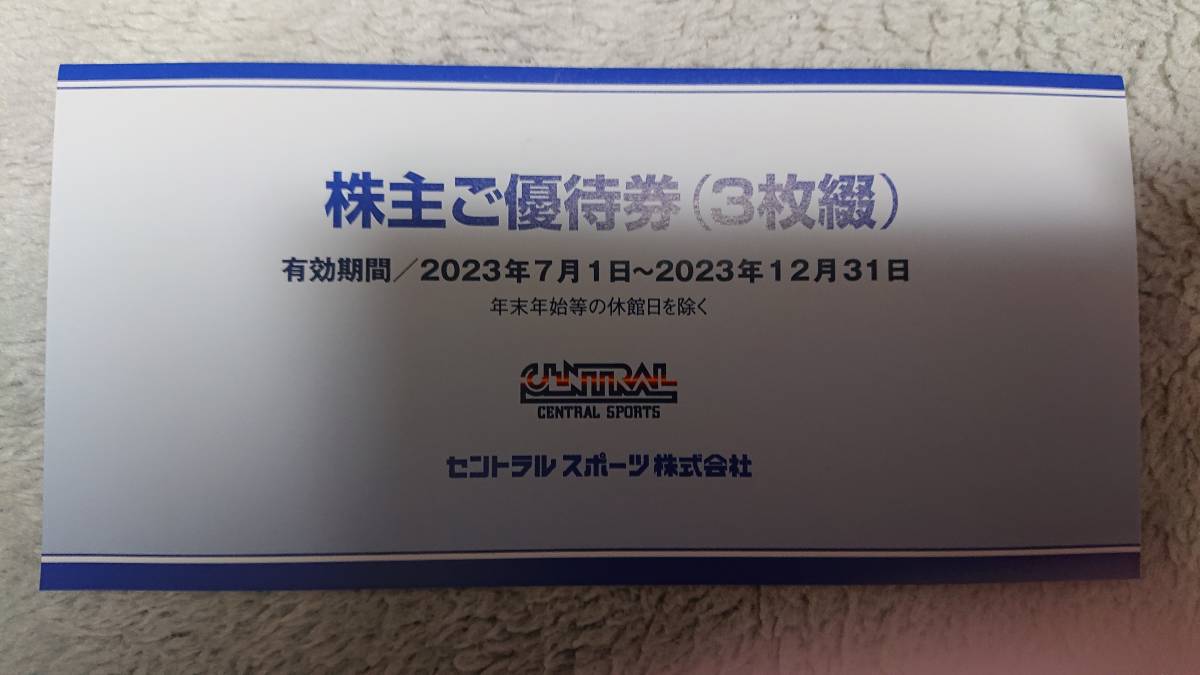 株主ご優待券(3枚綴)
有効期間/2023年7月1日~2023年12月31日
年末年始等の休館日を除く
CENTRAL
CENTRAL SPORTS
セントラルスポーツ株式会社